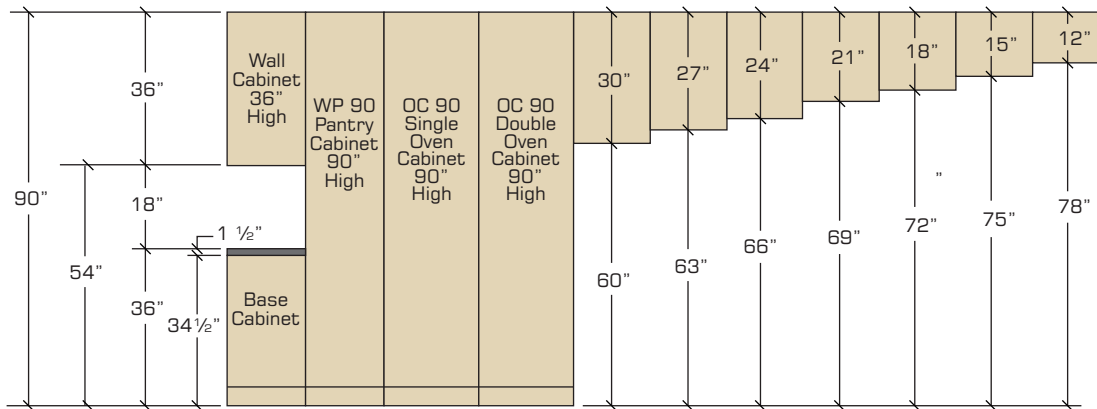 90”
36”
18”
1 ½”
54”
36”
34½”
Wall
Cabinet
36”
High
Base
Cabinet
WP 90
Pantry
Cabinet
90”
High
OC 90
Single
Oven
Cabinet
90”
High
OC 90
Double
Oven
Cabinet
90”
High
30”
27”
24”
21”
18”
15”
12”
60”
63”
66”
69”
72”
”
75”
78”